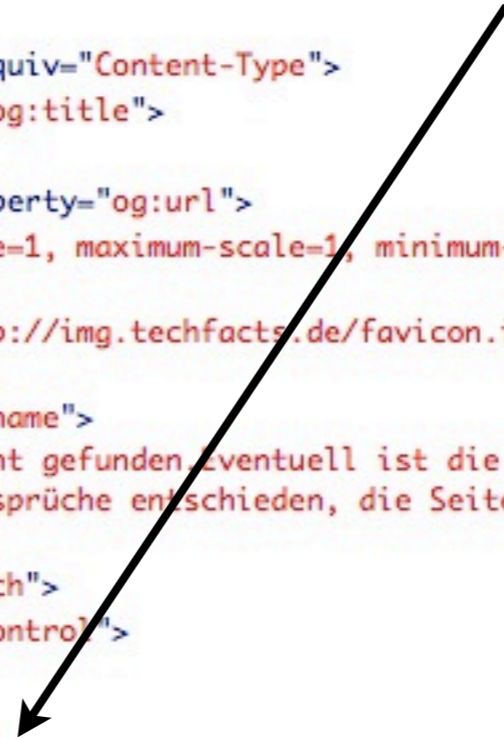 quiv="Content-Type">
og:title">
perty="og:url">
e=1, maximum-scale=1, minimum-
p://img.techfacts.de/favicon.
name">
nt gefunden.Eventuell ist die
sprüche entschieden, die Seite
ch">
ontrol">